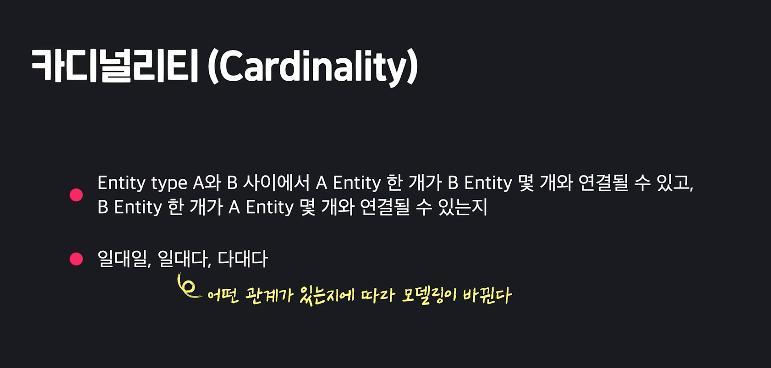 카디널리티 (Cardinality)
Entity type A와 B 사이에서 A Entity 한 개가 B Entity 몇 개와 연결될 수 있고,
B Entity 한 개가 A Entity 몇 개와 연결될 수 있는지
일대일, 일대다, 다대다
어떤 관계가 있는지에 따라 모델링이 바뀐다